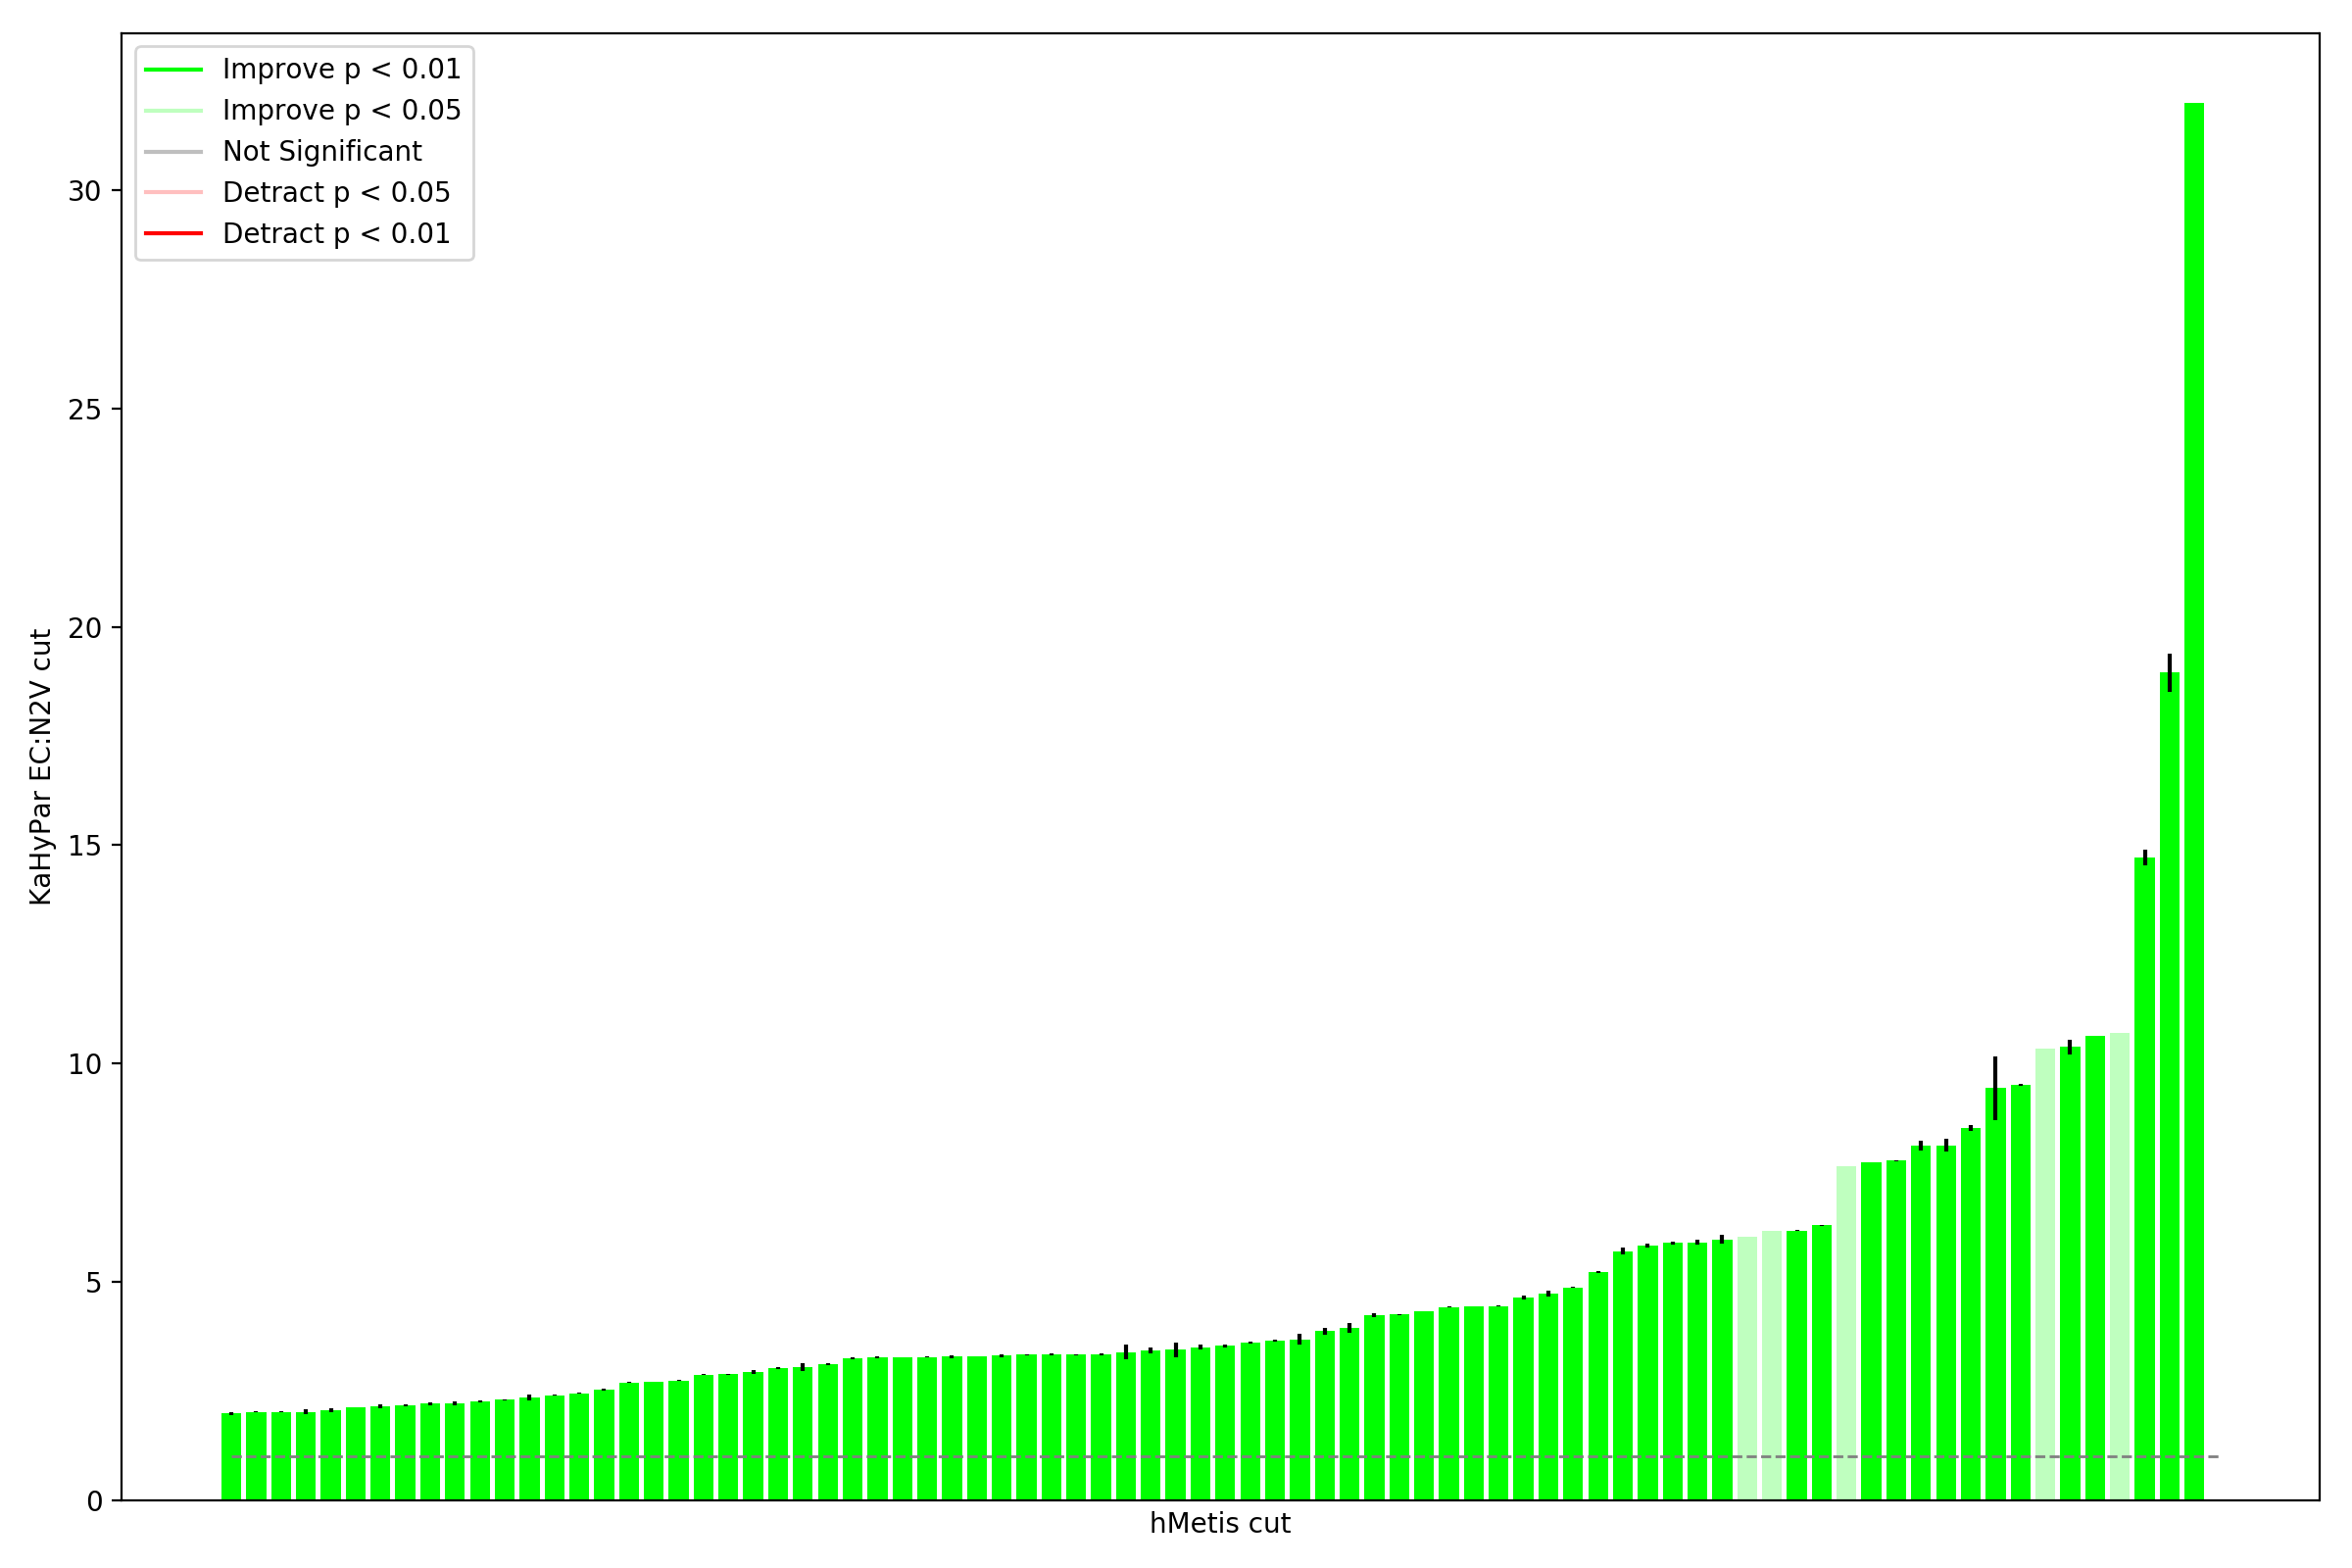 Improve p < 0.01
Improve p < 0.05
Not Significant
Detract p < 0.05
Detract p < 0.01
30
25
20
15
10
5
0
KaHyPar EC:N2V cut
hMetis cut